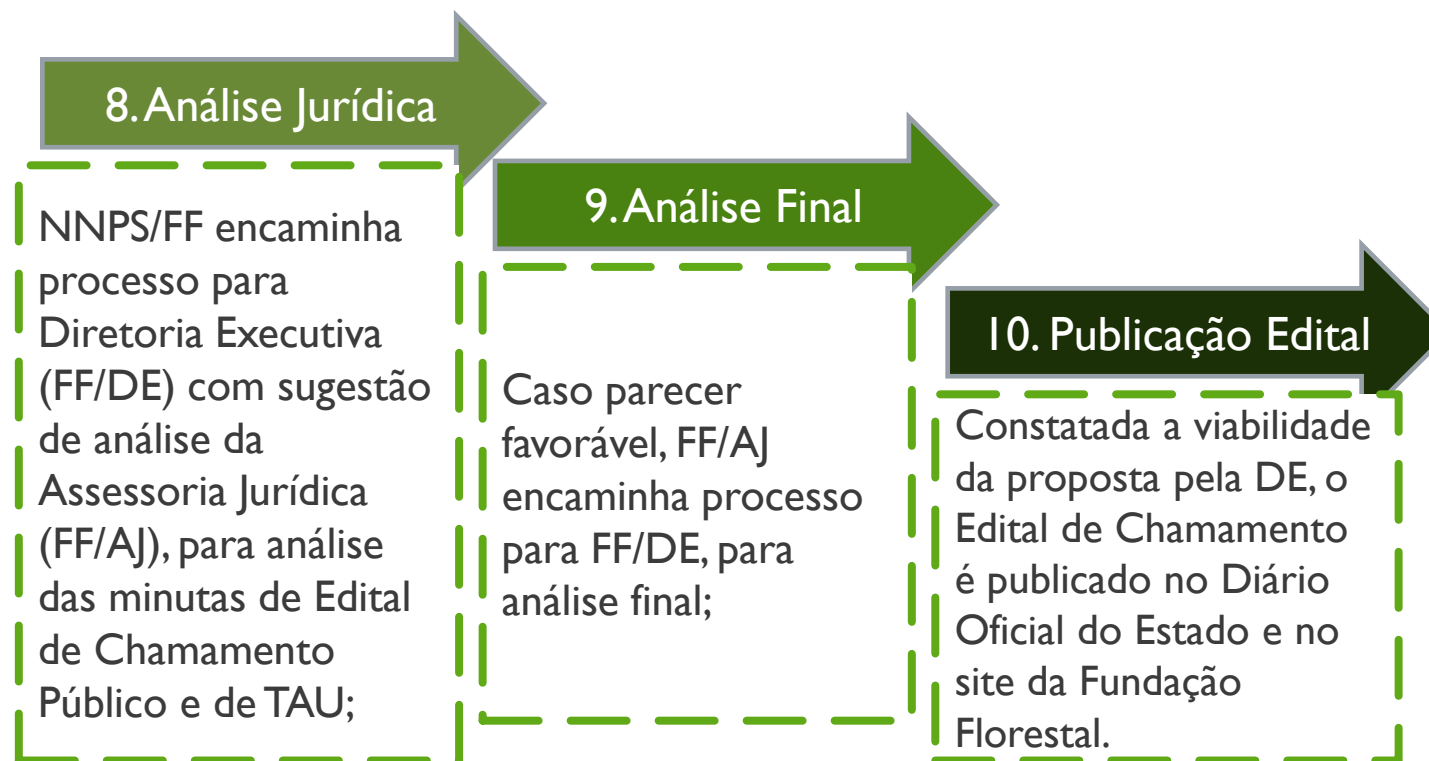 8. Análise Jurídica
NNPS/FF encaminha
processo para
Diretoria Executiva
(FF/DE) com sugestão
de análise da
Assessoria Jurídica
(FF/AJ), para análise
das minutas de Edital
de Chamamento
Público e de TAU;
9. Análise Final
Caso parecer
favorável, FF/AJ
encaminha processo
para FF/DE, para
análise final;
10. Publicação Edital
Constatada a viabilidade
da proposta pela DE, o
Edital de Chamamento
é publicado no Diário
Oficial do Estado e no
site da Fundação
Florestal.